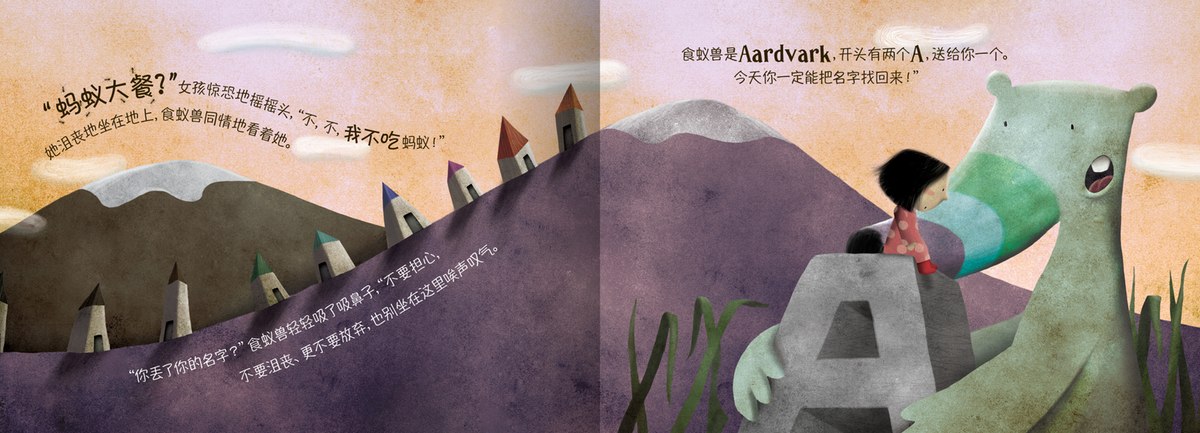 “蚂蚁大餐？”女孩惊恐地摇摇头，“不，不，我不吃蚂蚁！”
她沮丧地坐在地上，食蚁兽同情地看着她。
“你丢了你的名字？”食蚁兽轻轻吸了吸鼻子，“不要担心，
不要沮丧、更不要放弃，也别坐在这里唉声叹气。
食蚁兽是Aardvark，开头有两个A，送给你一个。
今天你一定能把名字找回来！”
A